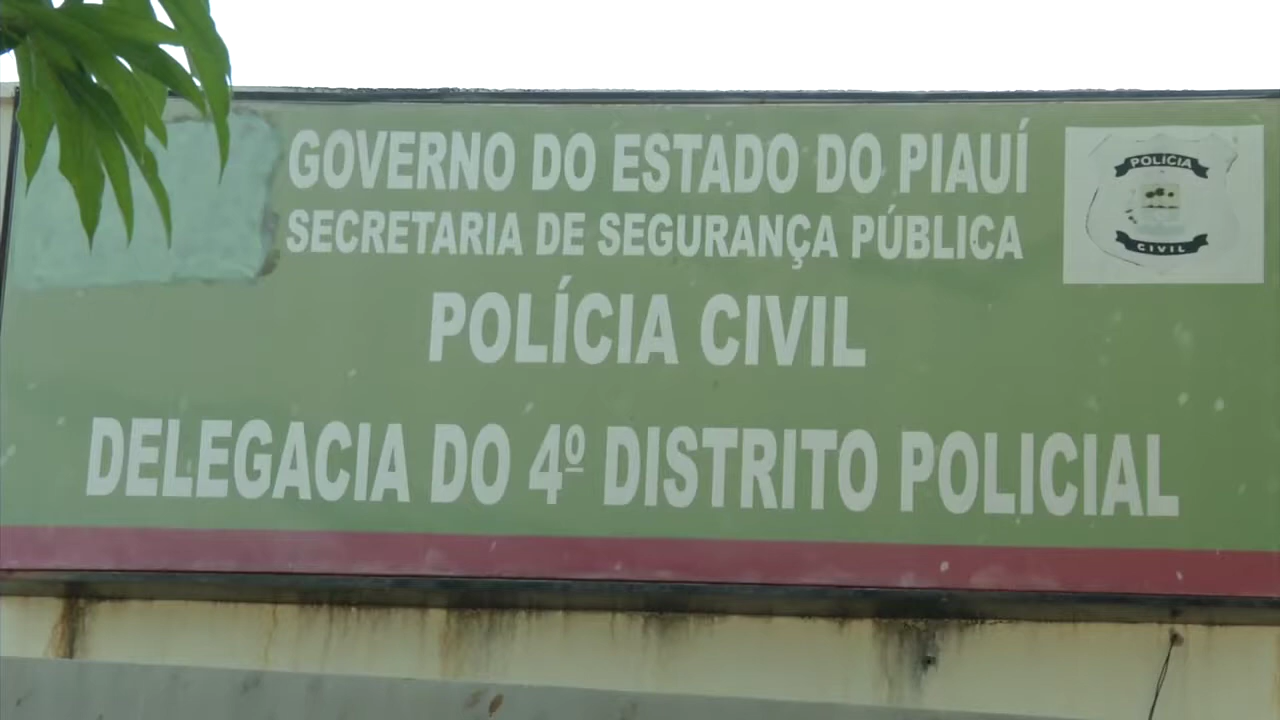 GOVERNO DO ESTADO DO PIAUÍ
SECRETARIA DE SEGURANÇA PÚBLICA
POLÍCIA CIVIL
DELEGACIA DO 4º DISTRITO POLICIAL
POLÍCIA
CIVIL